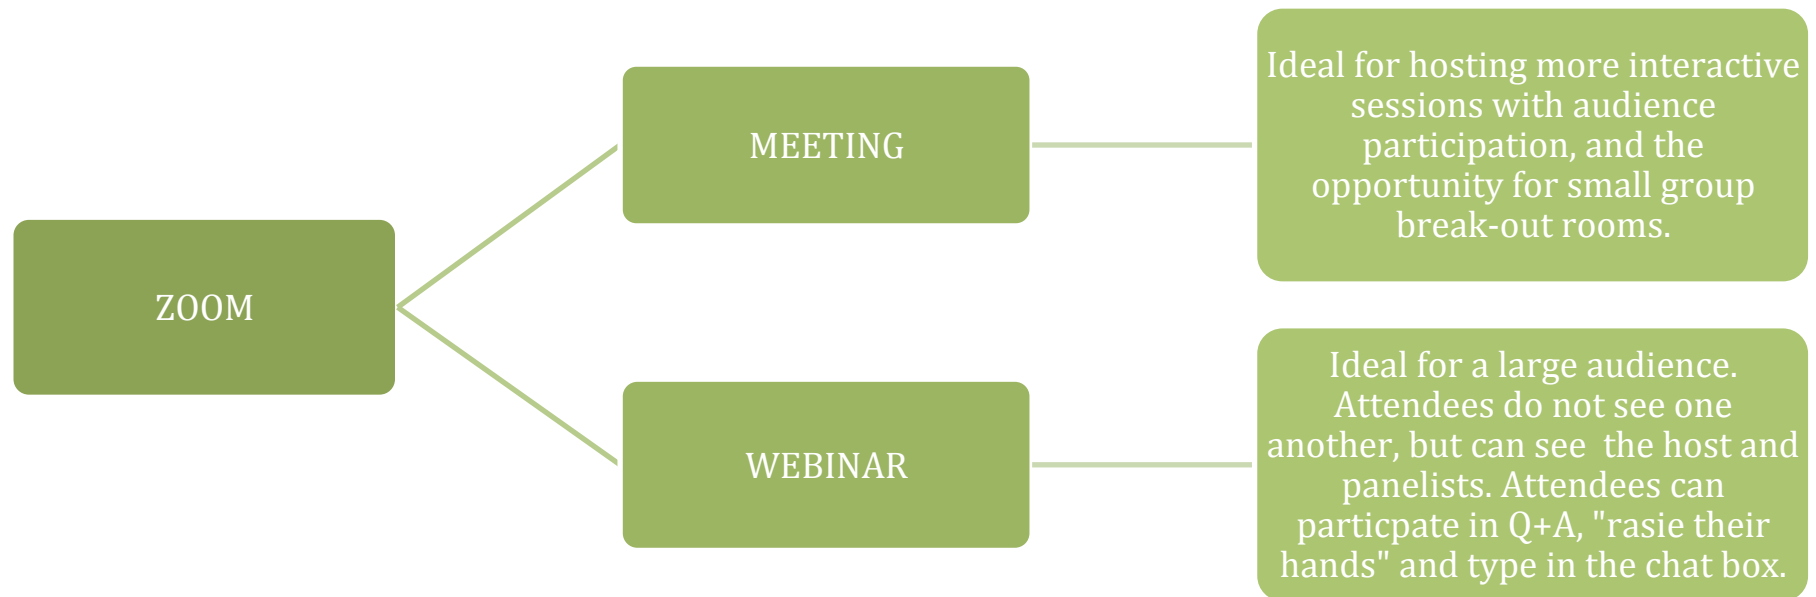 ZOOM
MEETING
Ideal for hosting more interactive
sessions with audience
participation, and the
opportunity for small group
break-out rooms.
WEBINAR
Ideal for a large audience.
Attendees do not see one
another, but can see  the host and
panelists. Attendees can
particpate in Q+A, "rasie their
hands" and type in the chat box.